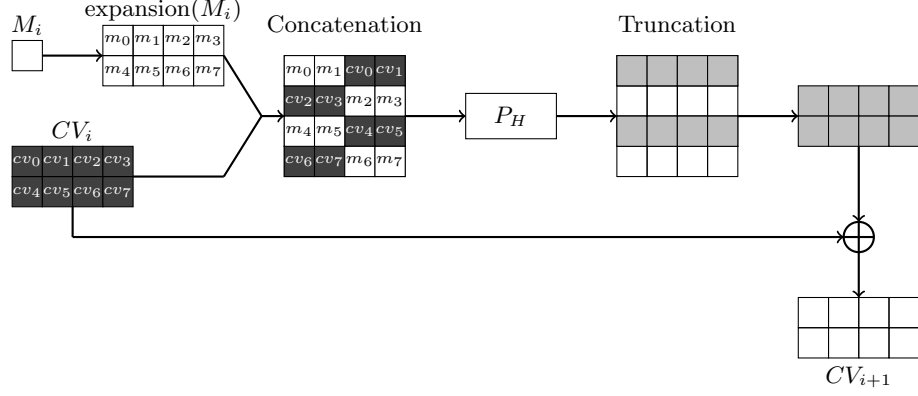 expansion($M_i$)
Concatenation
Truncation
$M_i$
$m_0$ $m_1$ $m_2$ $m_3$
$m_4$ $m_5$ $m_6$ $m_7$
$m_0$ $m_1$ $cv_0$ $cv_1$
$cv_2$ $cv_3$ $m_2$ $m_3$
$m_4$ $m_5$ $cv_4$ $cv_5$
$cv_6$ $cv_7$ $m_6$ $m_7$
$P_H$
$CV_i$
$cv_0$ $cv_1$ $cv_2$ $cv_3$
$cv_4$ $cv_5$ $cv_6$ $cv_7$
$CV_{i+1}$